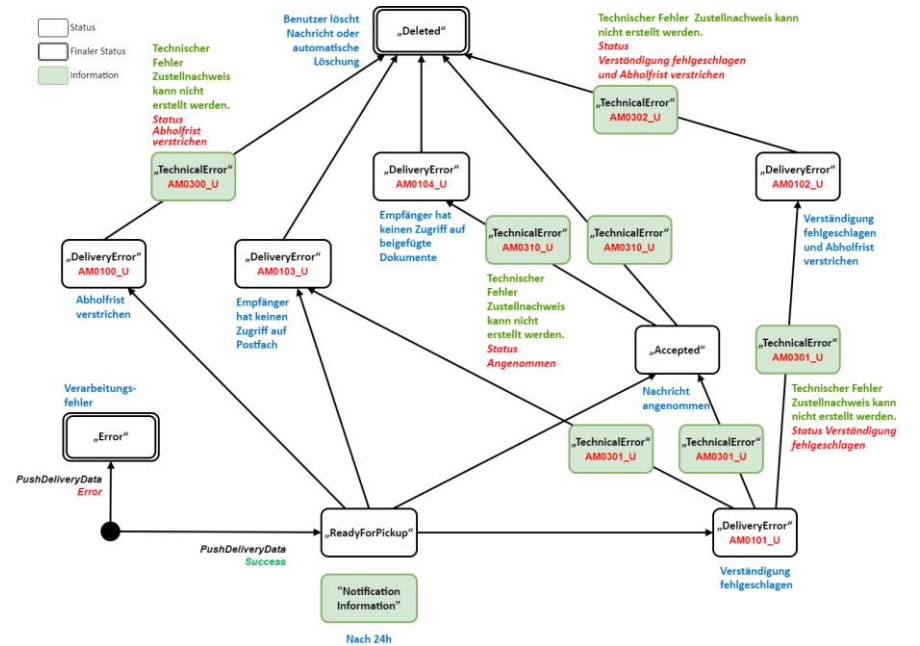 Status
Finaler Status
Information
Benutzer löscht
Nachricht oder
automatische
Löschung
„Deleted“
Technischer Fehler Zustellnachweis kann
nicht erstellt werden.
Status
Verständigung fehlgeschlagen
und Abholfrist verstrichen
Technischer
Fehler
Zustellnachweis
kann nicht
erstellt werden.
Status
Abholfrist
verstrichen
„TechnicalError“
AM0302_U
„TechnicalError“
AM0300_U
„DeliveryError“
AM0104_U
„DeliveryError“
AM0102_U
Empfänger hat
keinen Zugriff auf
beigefügte
Dokumente
„TechnicalError“
AM0310_U
„TechnicalError“
AM0310_U
Verständigung
fehlgeschlagen
und Abholfrist
verstrichen
„DeliveryError“
AM0100_U
„DeliveryError“
AM0103_U
Abholfrist
verstrichen
Empfänger
hat keinen
Zugriff auf
Postfach
Technischer
Fehler
Zustellnachweis
kann nicht
erstellt werden.
Status
Angenommen
„Accepted“
„TechnicalError“
AM0301_U
Nachricht
angenommen
Technischer Fehler
Zustellnachweis kann
nicht erstellt werden.
Status Verständigung
fehlgeschlagen
Verarbeitungs-
fehler
„Error“
„TechnicalError“
AM0301_U
„TechnicalError“
AM0301_U
PushDeliveryData
Error
„ReadyForPickup“
„DeliveryError“
AM0101_U
PushDeliveryData
Success
Verständigung
fehlgeschlagen
"Notification
Information"
Nach 24h